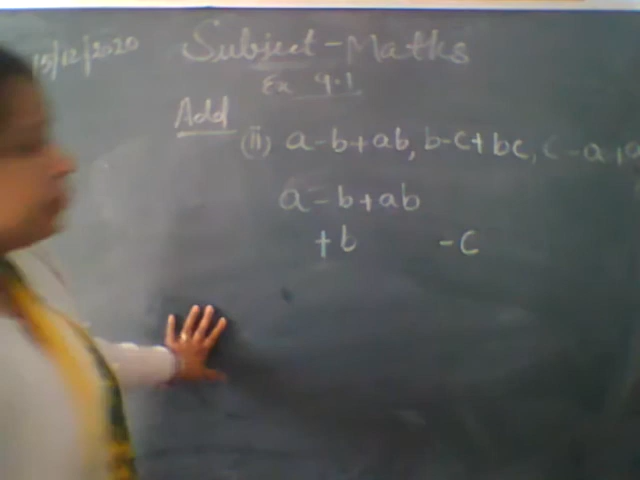 15/12/2020
Subject-Maths
Ex 9.1
Add
(ii) a-b+ab, b-c+bc, c-a+a
a-b+ab
+b -c